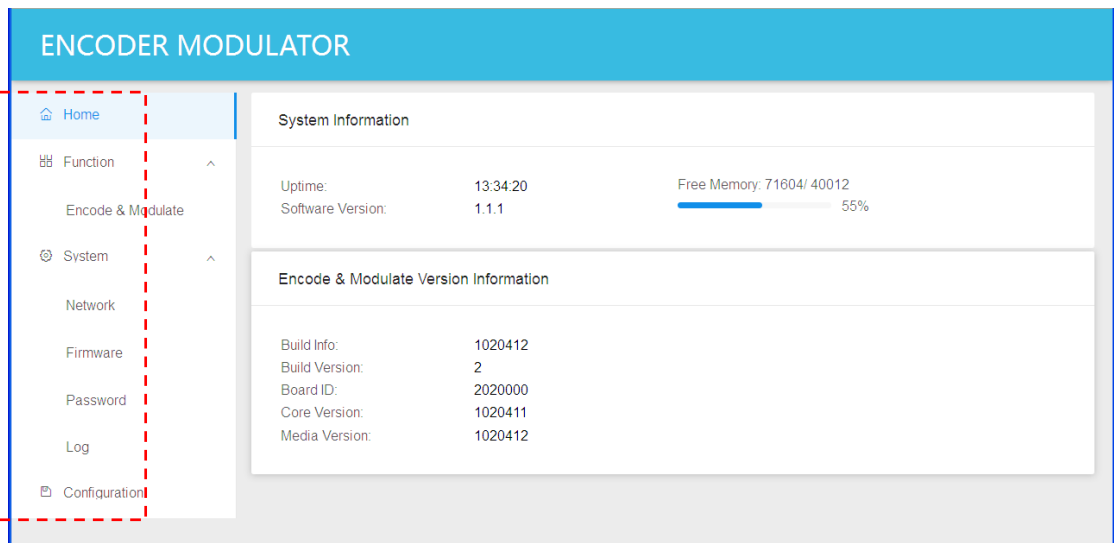 ENCODER MODULATOR
Home
Function
Encode & Modulate
System
Network
Firmware
Password
Log
Configuration
System Information
Uptime: 13:34:20
Software Version: 1.1.1
Free Memory: 71604/ 40012
55%
Encode & Modulate Version Information
Build Info: 1020412
Build Version: 2
Board ID: 2020000
Core Version: 1020411
Media Version: 1020412